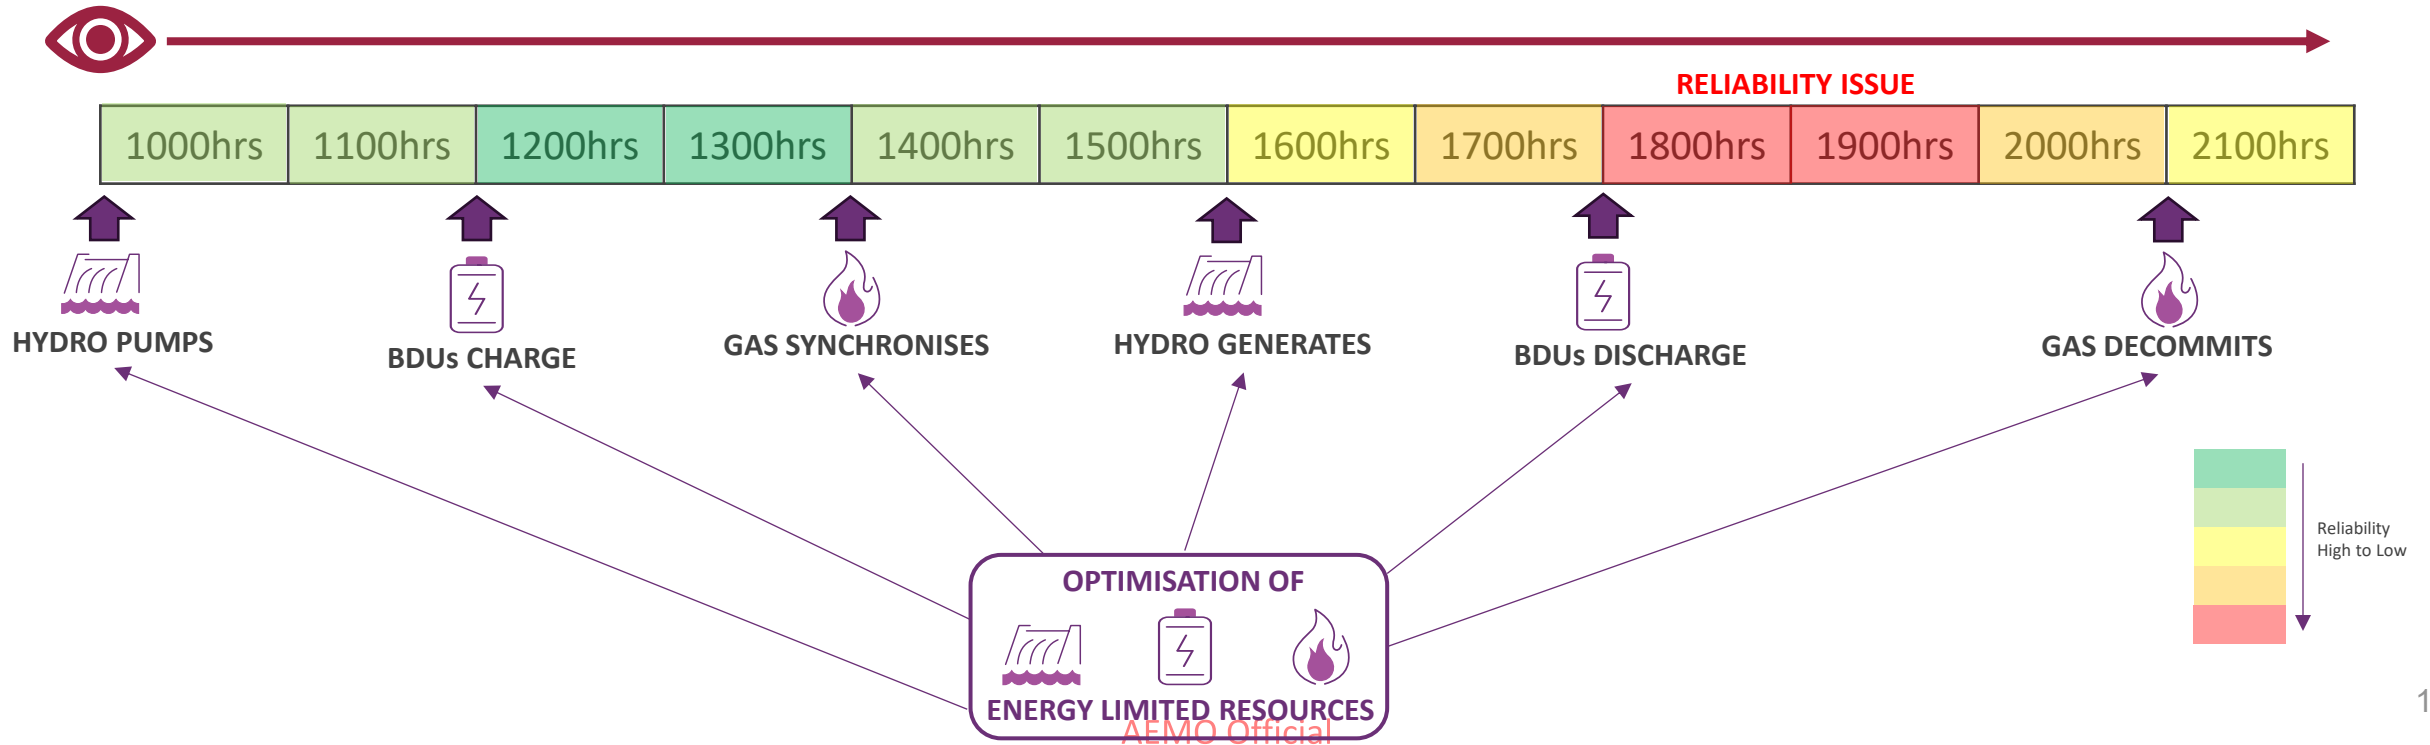 RELIABILITY ISSUE
1000hrs 1100hrs 1200hrs 1300hrs 1400hrs 1500hrs 1600hrs 1700hrs 1800hrs 1900hrs 2000hrs 2100hrs
HYDRO PUMPS
BDUs CHARGE
GAS SYNCHRONISES
HYDRO GENERATES
BDUs DISCHARGE
GAS DECOMMITS
Reliability
High to Low
OPTIMISATION OF
ENERGY LIMITED RESOURCES
AEMO Official
1